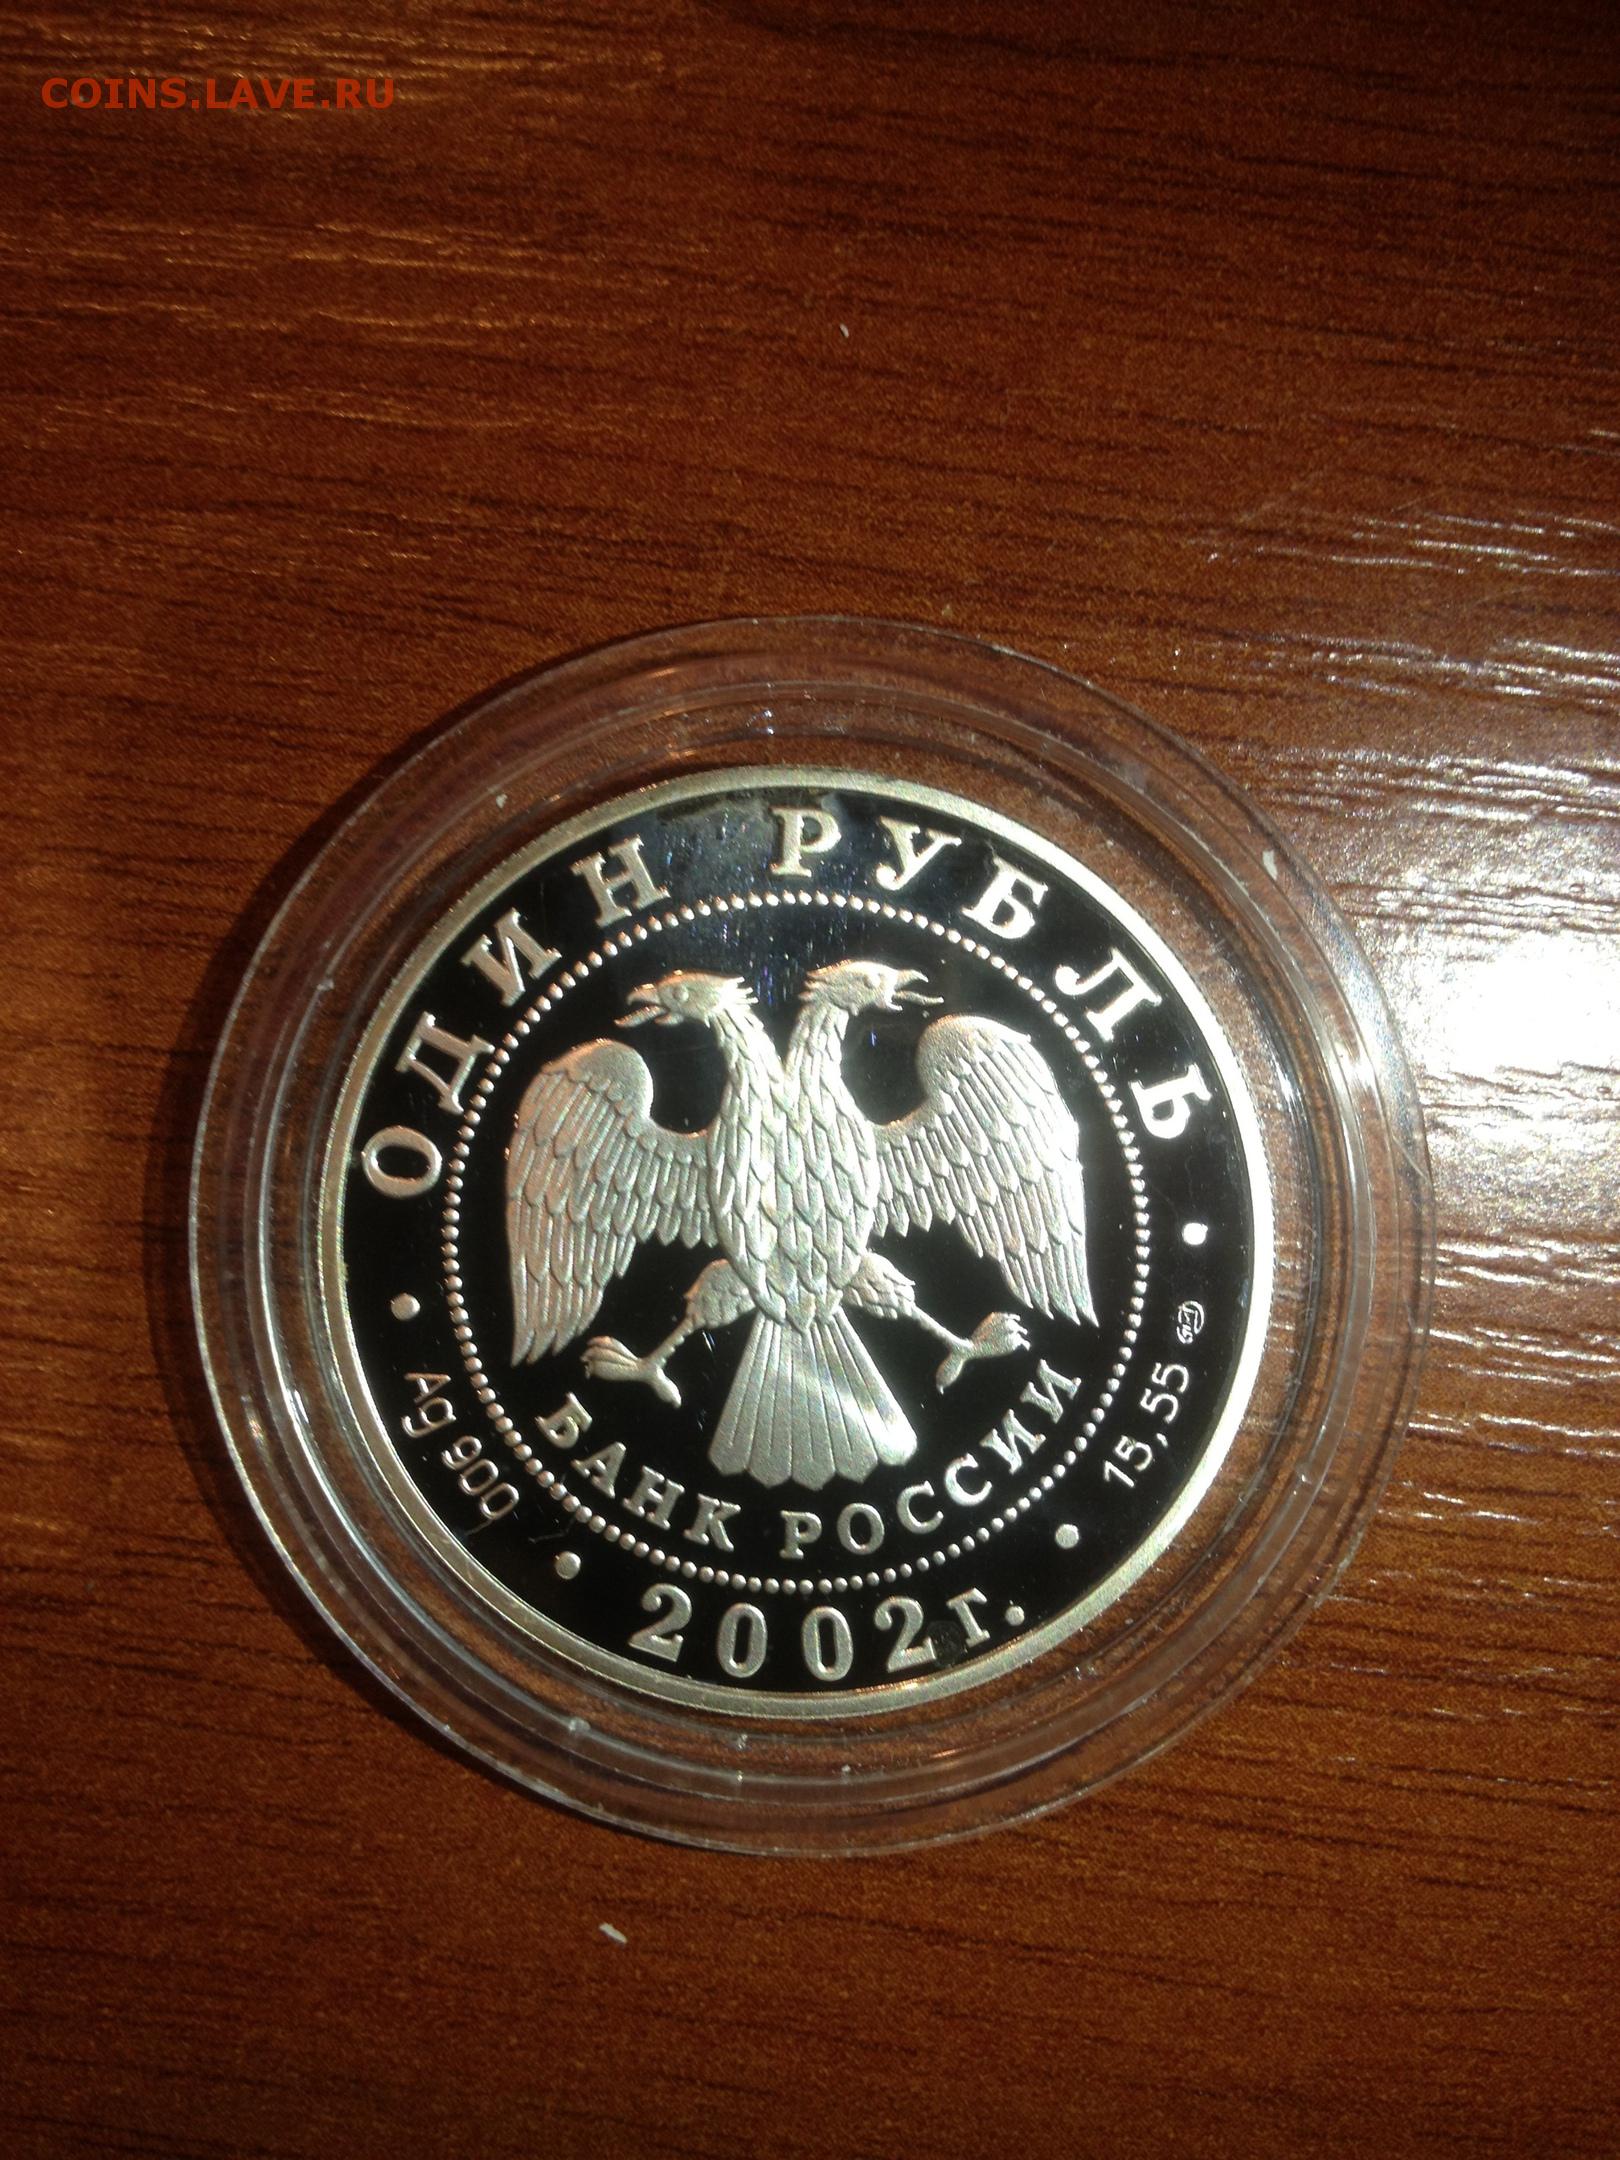 COINS.LAVE.RU
ОДИН РУБЛЬ
БАНК РОССИИ
Ag 900
2002г.
15,55